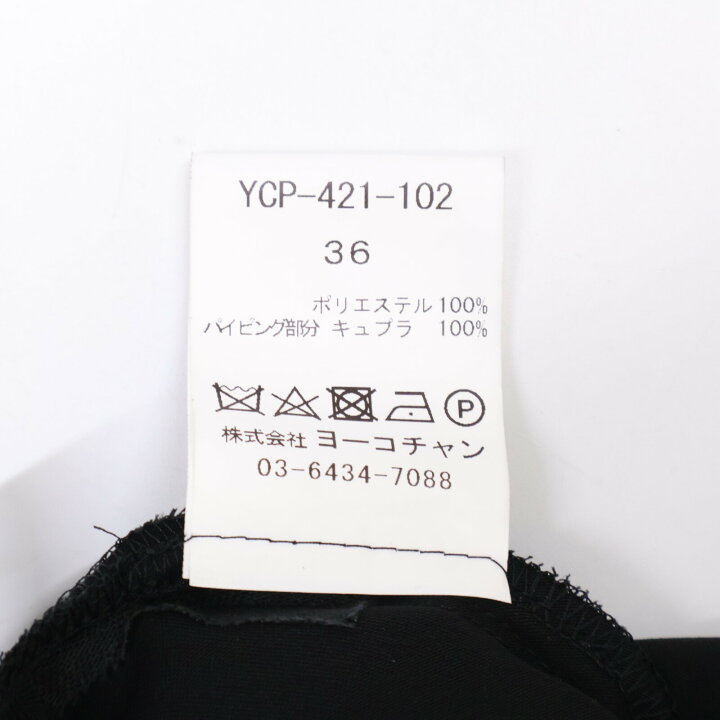 YCP-421-102
36
ポリエステル 100%
パイピング部分 キュプラ 100%
P
株式会社 ヨーコチャン
03-6434-7088